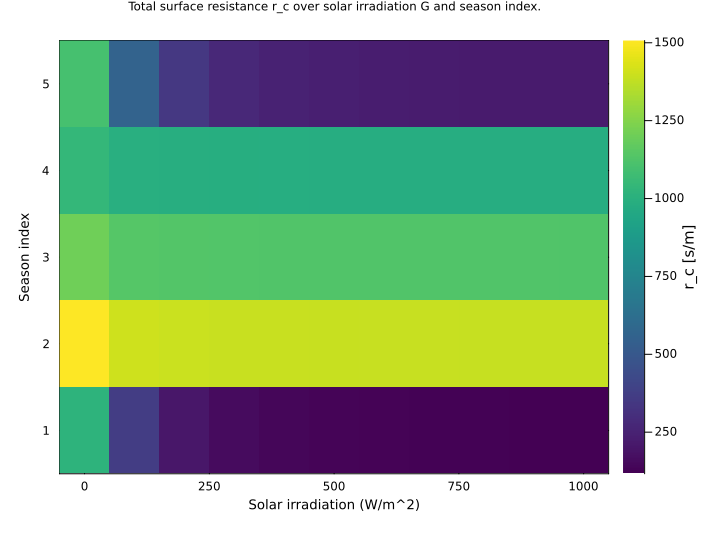 Total surface resistance r_c over solar irradiation G and season index.
5
4
3
2
1
Season index
0 250 500 750 1000
Solar irradiation (W/m^2)
1500
1250
1000
750
500
250
r_c [s/m]